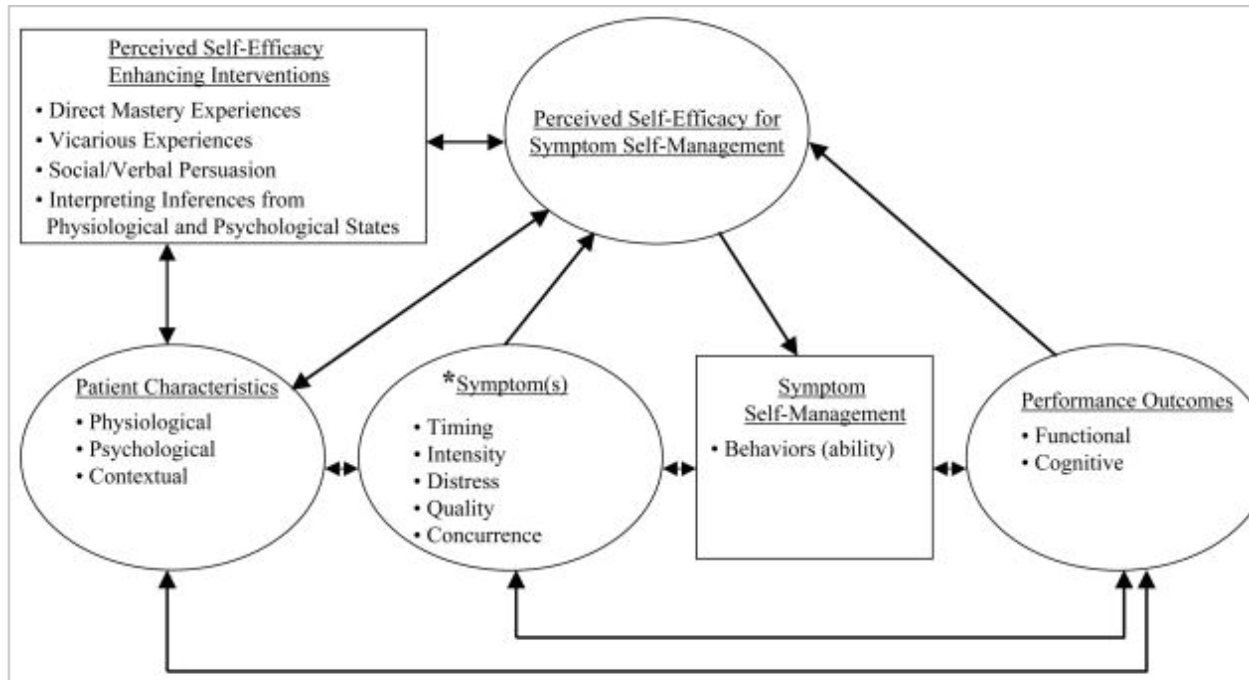 Perceived Self-Efficacy
Enhancing Interventions
• Direct Mastery Experiences
• Vicarious Experiences
• Social/Verbal Persuasion
• Interpreting Inferences from
Physiological and Psychological States
Perceived Self-Efficacy for
Symptom Self-Management
Patient Characteristics
• Physiological
• Psychological
• Contextual
*Symptom(s)
• Timing
• Intensity
• Distress
• Quality
• Concurrence
Symptom
Self-Management
• Behaviors (ability)
Performance Outcomes
• Functional
• Cognitive